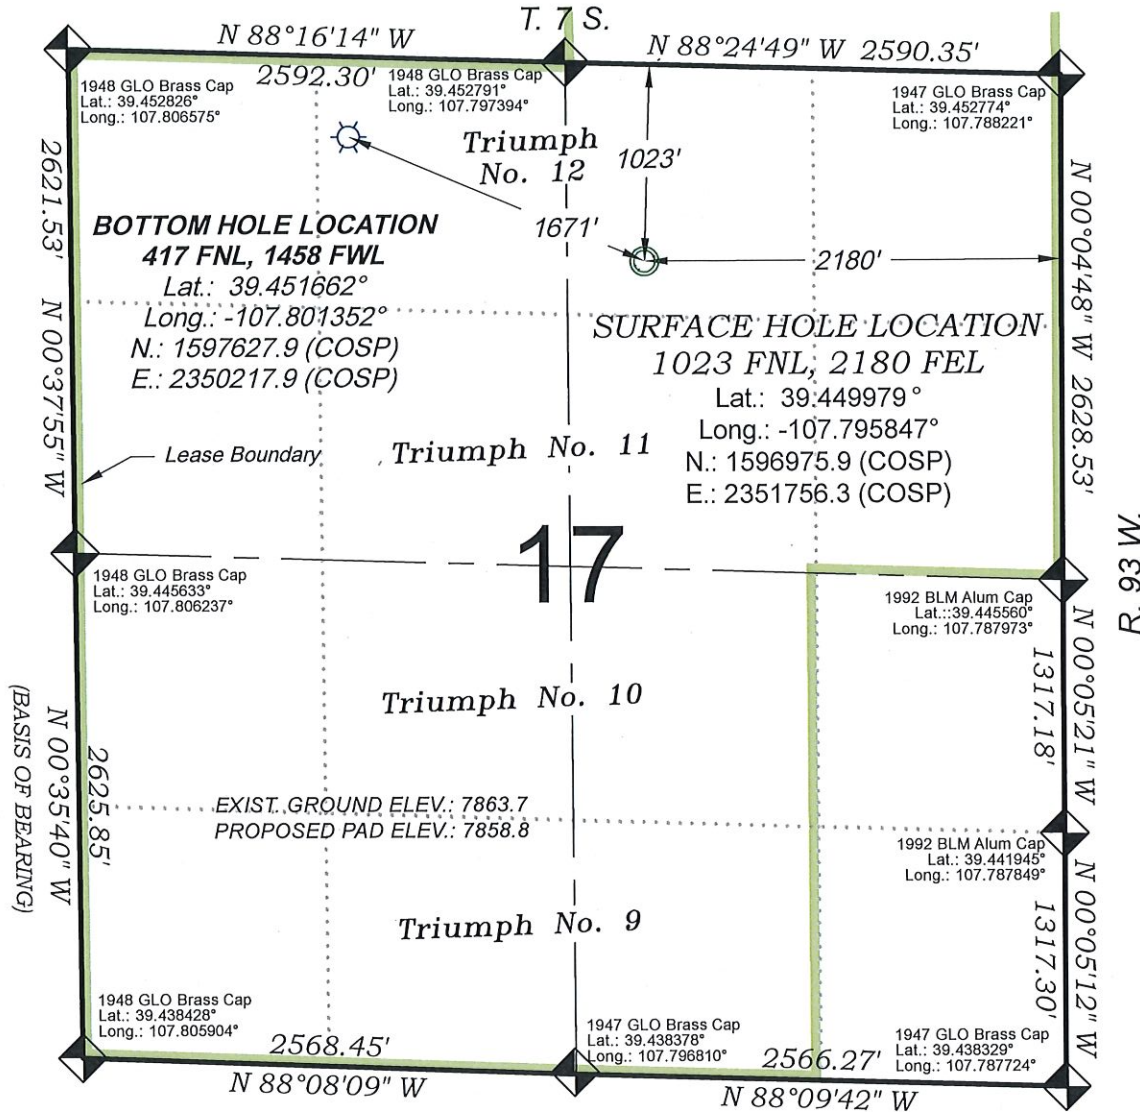 T. 7 S.
N 88°16'14" W
N 88°24'49" W 2590.35'
2592.30'
1948 GLO Brass Cap
Lat.: 39.452826°
Long.: 107.806575°
1948 GLO Brass Cap
Lat.: 39.452791°
Long.: 107.797394°
1947 GLO Brass Cap
Lat.: 39.452774°
Long.: 107.788221°
Triumph
No. 12
1023'
1671'
2180'
2621.53' N 00°37'55" W
N 00°04'48" W 2628.53'
BOTTOM HOLE LOCATION
417 FNL, 1458 FWL
Lat.: 39.451662°
Long.: -107.801352°
N.: 1597627.9 (COSP)
E.: 2350217.9 (COSP)
SURFACE HOLE LOCATION
1023 FNL, 2180 FEL
Lat.: 39.449979°
Long.: -107.795847°
N.: 1596975.9 (COSP)
E.: 2351756.3 (COSP)
Lease Boundary
Triumph No. 11
17
R. 93 W.
1948 GLO Brass Cap
Lat.: 39.445633°
Long.: 107.806237°
1992 BLM Alum Cap
Lat.::39.445560°
Long.: 107.787973°
Triumph No. 10
N 00°05'21" W
1317.18'
(BASIS OF BEARING)
N 00°35'40" W
2625.85'
EXIST. GROUND ELEV.: 7863.7
PROPOSED PAD ELEV.: 7858.8
1992 BLM Alum Cap
Lat.: 39.441945°
Long.: 107.787849°
Triumph No. 9
N 00°05'12" W
1317.30'
1948 GLO Brass Cap
Lat.: 39.438428°
Long.: 107.805904°
1947 GLO Brass Cap
Lat.: 39.438378°
Long.: 107.796810°
1947 GLO Brass Cap
Lat.: 39.438329°
Long.: 107.787724°
2568.45'
N 88°08'09" W
2566.27'
N 88°09'42" W